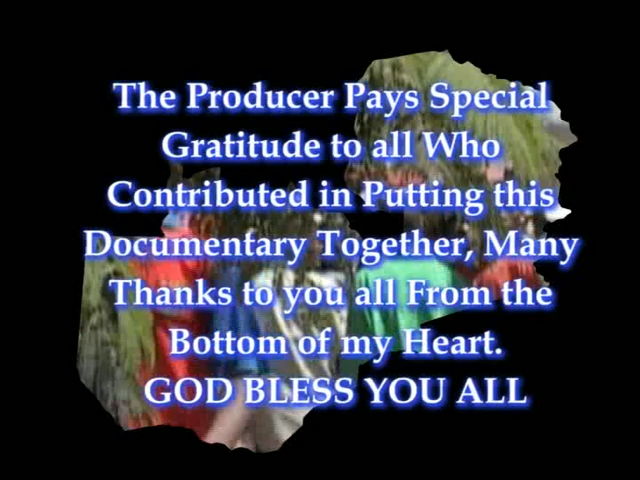 The Producer Pays Special
Gratitude to all Who
Contributed in Putting this
Documentary Together, Many
Thanks to you all From the
Bottom of my Heart.
GOD BLESS YOU ALL